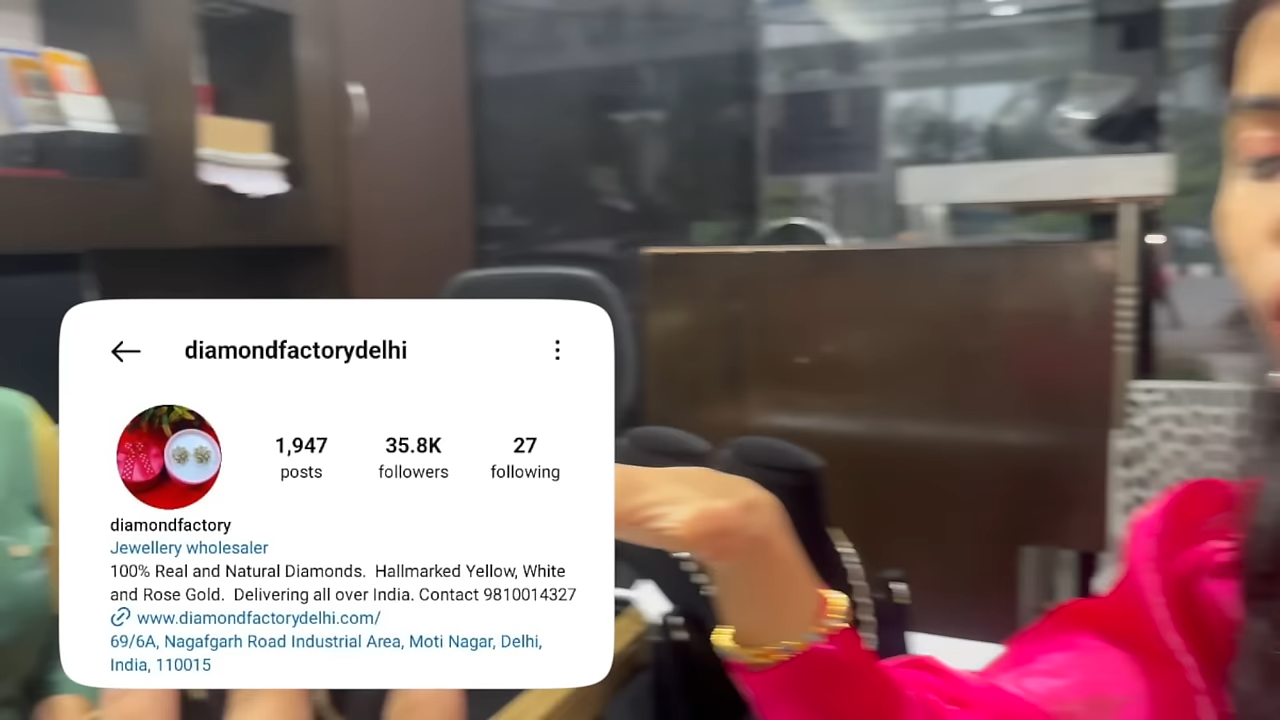 diamondfactorydelhi
1,947 35.8K 27
posts followers following
diamondfactory
Jewellery wholesaler
100% Real and Natural Diamonds. Hallmarked Yellow, White
and Rose Gold. Delivering all over India. Contact 9810014327
www.diamondfactorydelhi.com/
69/6A, Nagafgarh Road Industrial Area, Moti Nagar, Delhi,
India, 110015